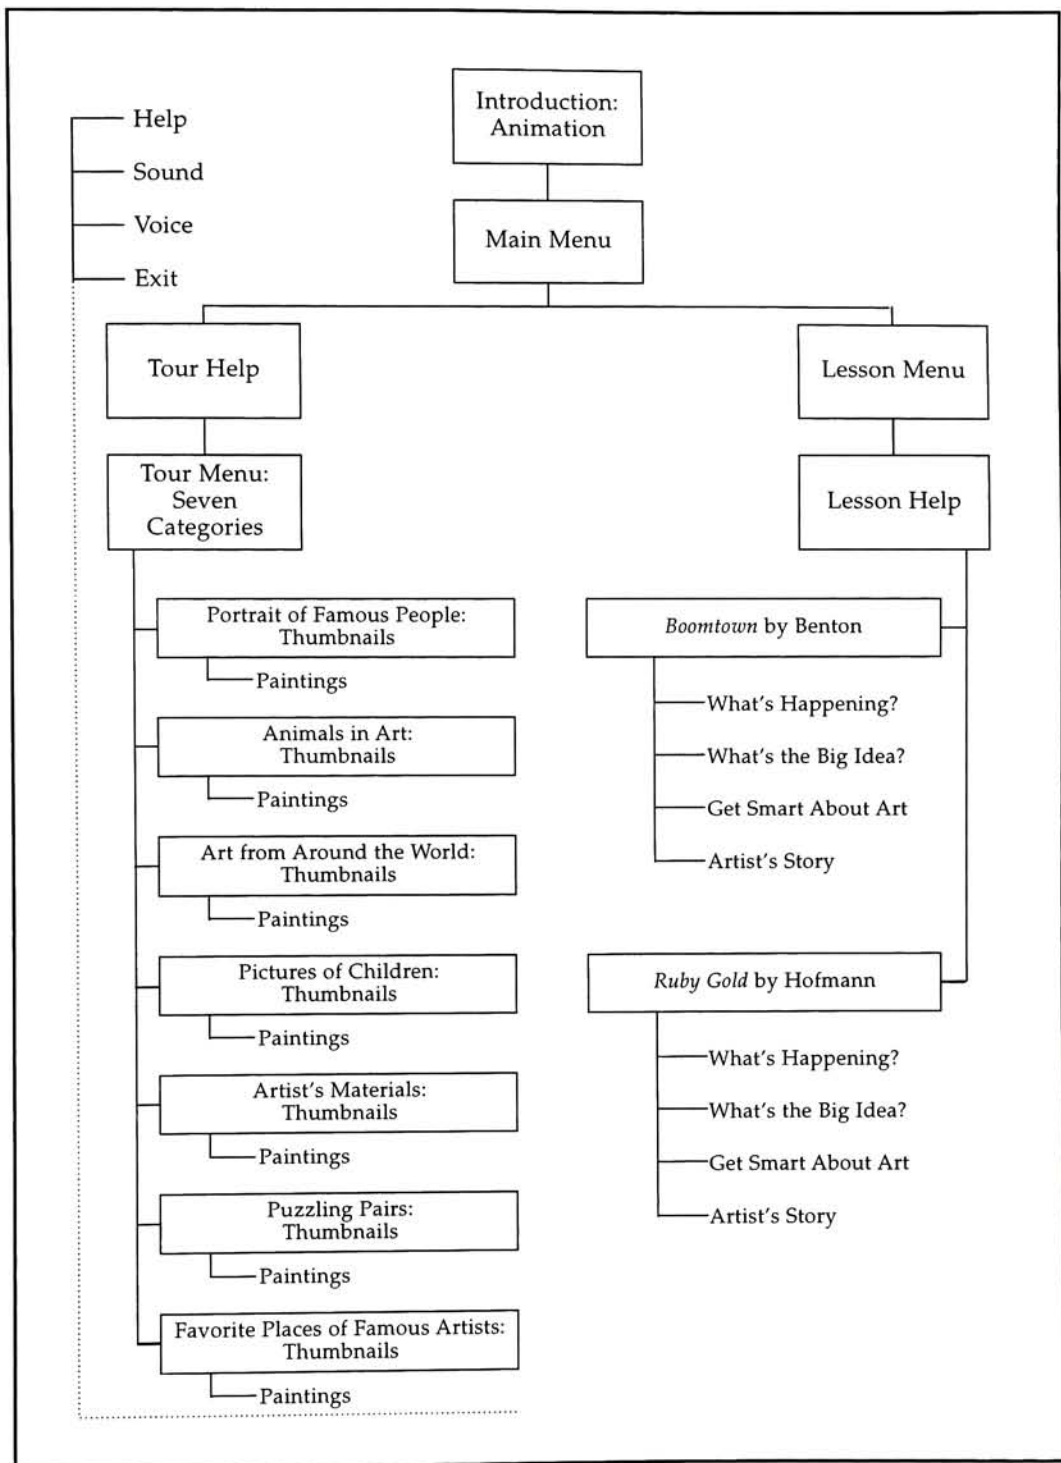 Introduction:
Animation
Help
Sound
Voice
Exit
Main Menu
Tour Help
Lesson Menu
Tour Menu:
Seven
Categories
Lesson Help
Portrait of Famous People:
Thumbnails
Paintings
Animals in Art:
Thumbnails
Paintings
Art from Around the World:
Thumbnails
Paintings
Pictures of Children:
Thumbnails
Paintings
Artist's Materials:
Thumbnails
Paintings
Puzzling Pairs:
Thumbnails
Paintings
Favorite Places of Famous Artists:
Thumbnails
Paintings
Boomtown by Benton
What's Happening?
What's the Big Idea?
Get Smart About Art
Artist's Story
Ruby Gold by Hofmann
What's Happening?
What's the Big Idea?
Get Smart About Art
Artist's Story